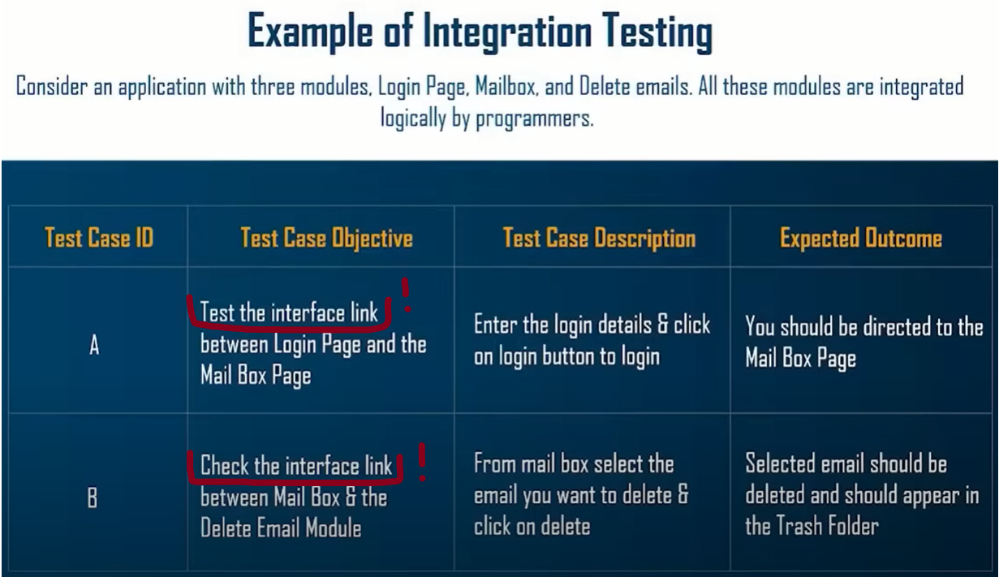 Example of Integration Testing
Consider an application with three modules, Login Page, Mailbox, and Delete emails. All these modules are integrated
logically by programmers.
Test Case ID
Test Case Objective
Test Case Description
Expected Outcome
A
Test the interface link
between Login Page and the
Mail Box Page
!
Enter the login details & click
on login button to login
You should be directed to the
Mail Box Page
B
Check the interface link
between Mail Box & the
Delete Email Module
!
From mail box select the
email you want to delete &
click on delete
Selected email should be
deleted and should appear in
the Trash Folder